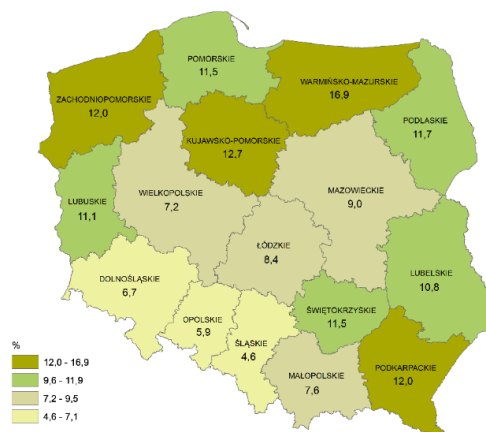 POMORSKIE
11,5
WARMIŃSKO-MAZURSKIE
16,9
ZACHODNIOPOMORSKIE
12,0
PODLASKIE
11,7
KUJAWSKO-POMORSKIE
12,7
MAZOWIECKIE
9,0
WIELKOPOLSKIE
7,2
LUBUSKIE
11,1
ŁÓDZKIE
8,4
LUBELSKIE
10,8
DOLNOŚLĄSKIE
6,7
OPOLSKIE
5,9
ŚWIĘTOKRZYSKIE
11,5
ŚLĄSKIE
4,6
MAŁOPOLSKIE
7,6
PODKARPACKIE
12,0
%
12,0 - 16,9
9,6 - 11,9
7,2 - 9,5
4,6 - 7,1